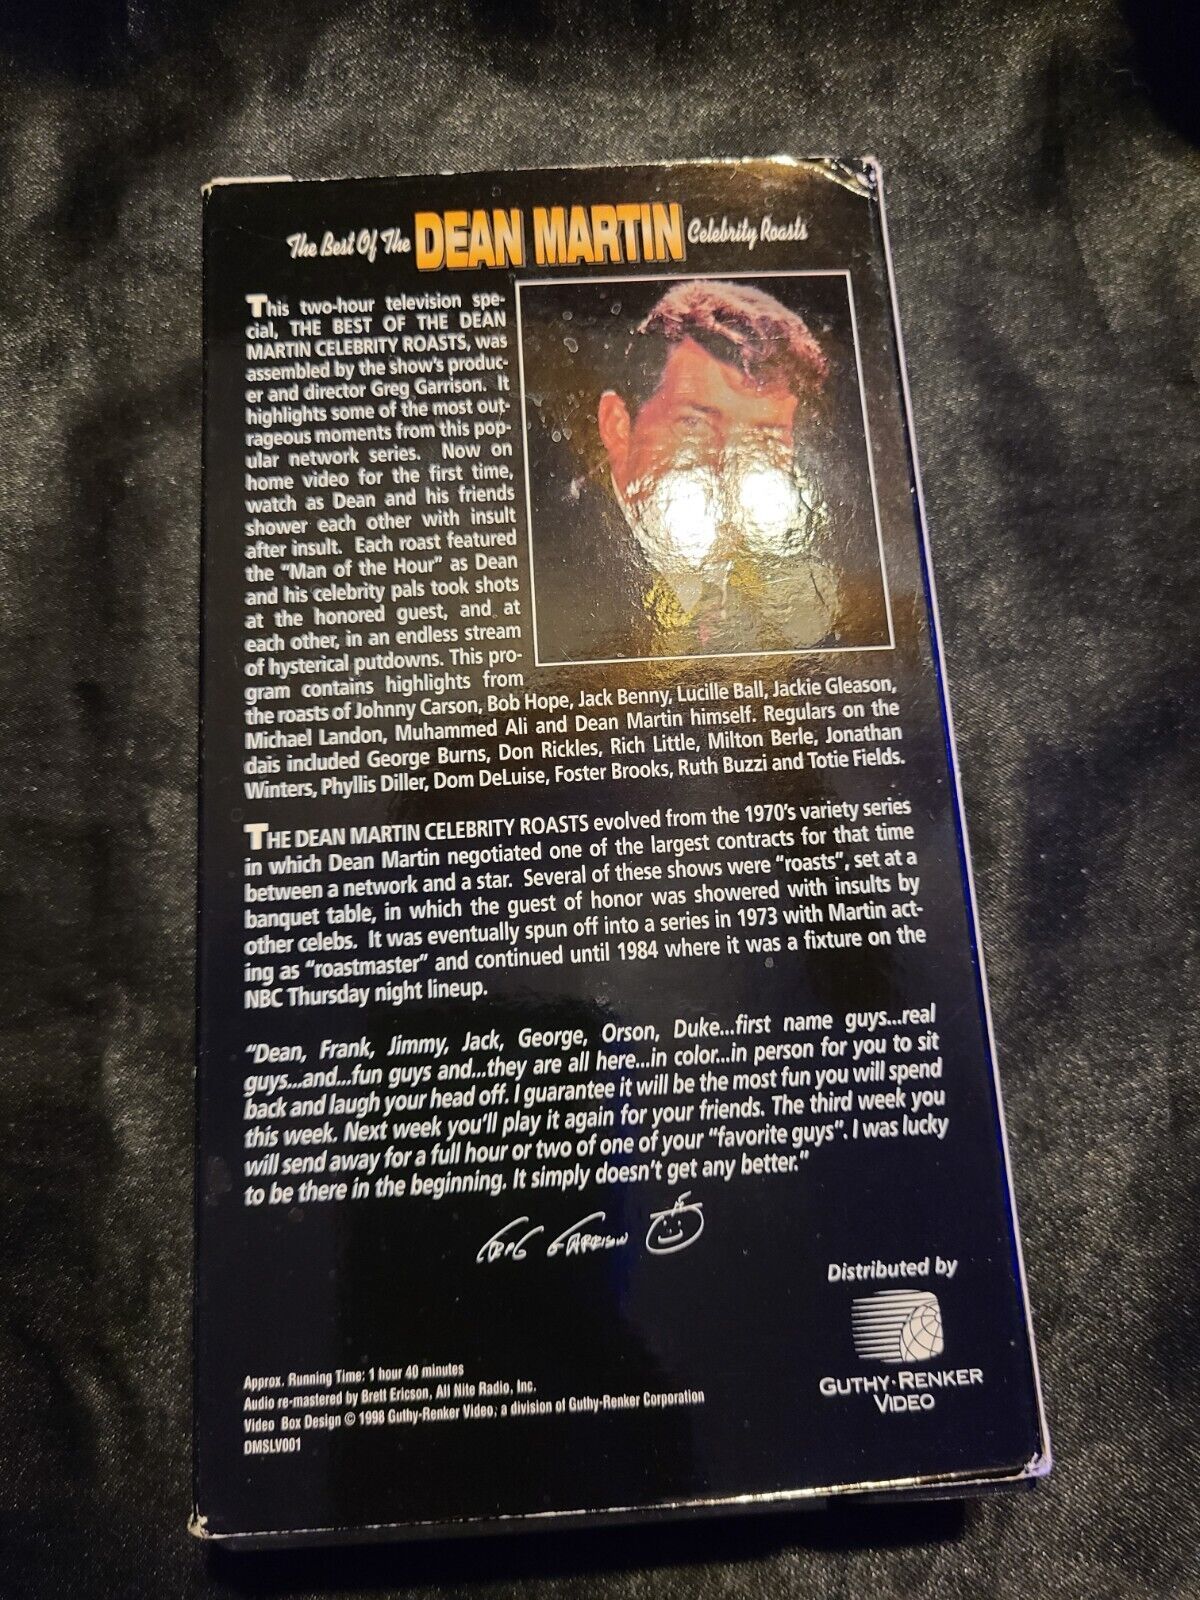 The Best Of The DEAN MARTIN Celebrity Roasts
This two-hour television spe-
cial, THE BEST OF THE DEAN
MARTIN CELEBRITY ROASTS, was
assembled by the show's produc-
er and director Greg Garrison. It
highlights some of the most out-
rageous moments from this pop-
ular network series. Now on
home video for the first time,
watch as Dean and his friends
shower each other with insult
after insult. Each roast featured
the "Man of the Hour" as Dean
and his celebrity pals took shots
at the honored guest, and at
each other, in an endless stream
of hysterical putdowns. This pro-
gram contains highlights from
the roasts of Johnny Carson, Bob Hope, Jack Benny, Lucille Ball, Jackie Gleason,
Michael Landon, Muhammed Ali and Dean Martin himself. Regulars on the
dais included George Burns, Don Rickles, Rich Little, Milton Berle, Jonathan
Winters, Phyllis Diller, Dom DeLuise, Foster Brooks, Ruth Buzzi and Totie Fields.
THE DEAN MARTIN CELEBRITY ROASTS evolved from the 1970's variety series
in which Dean Martin negotiated one of the largest contracts for that time
between a network and a star. Several of these shows were "roasts", set at a
banquet table, in which the guest of honor was showered with insults by
other celebs. It was eventually spun off into a series in 1973 with Martin act-
ing as "roastmaster" and continued until 1984 where it was a fixture on the
NBC Thursday night lineup.
"Dean, Frank, Jimmy, Jack, George, Orson, Duke...first name guys...real
guys...and...fun guys and...they are all here...in color...in person for you to sit
back and laugh your head off. I guarantee it will be the most fun you will spend
this week. Next week you'll play it again for your friends. The third week you
will send away for a full hour or two of one of your "favorite guys". I was lucky
to be there in the beginning. It simply doesn't get any better."
Greg Garrison
Distributed by
GUTHY·RENKER
VIDEO
Approx. Running Time: 1 hour 40 minutes
Audio re-mastered by Brett Ericson, All Nite Radio, Inc.
Video Box Design © 1998 Guthy-Renker Video, a division of Guthy-Renker Corporation
DMSLV001